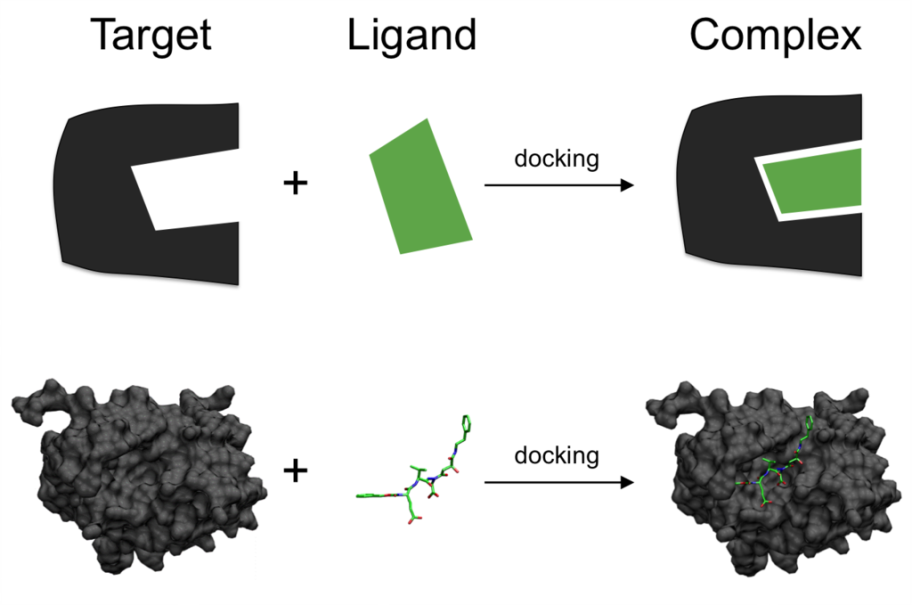 Target Ligand Complex
+ docking
+ docking